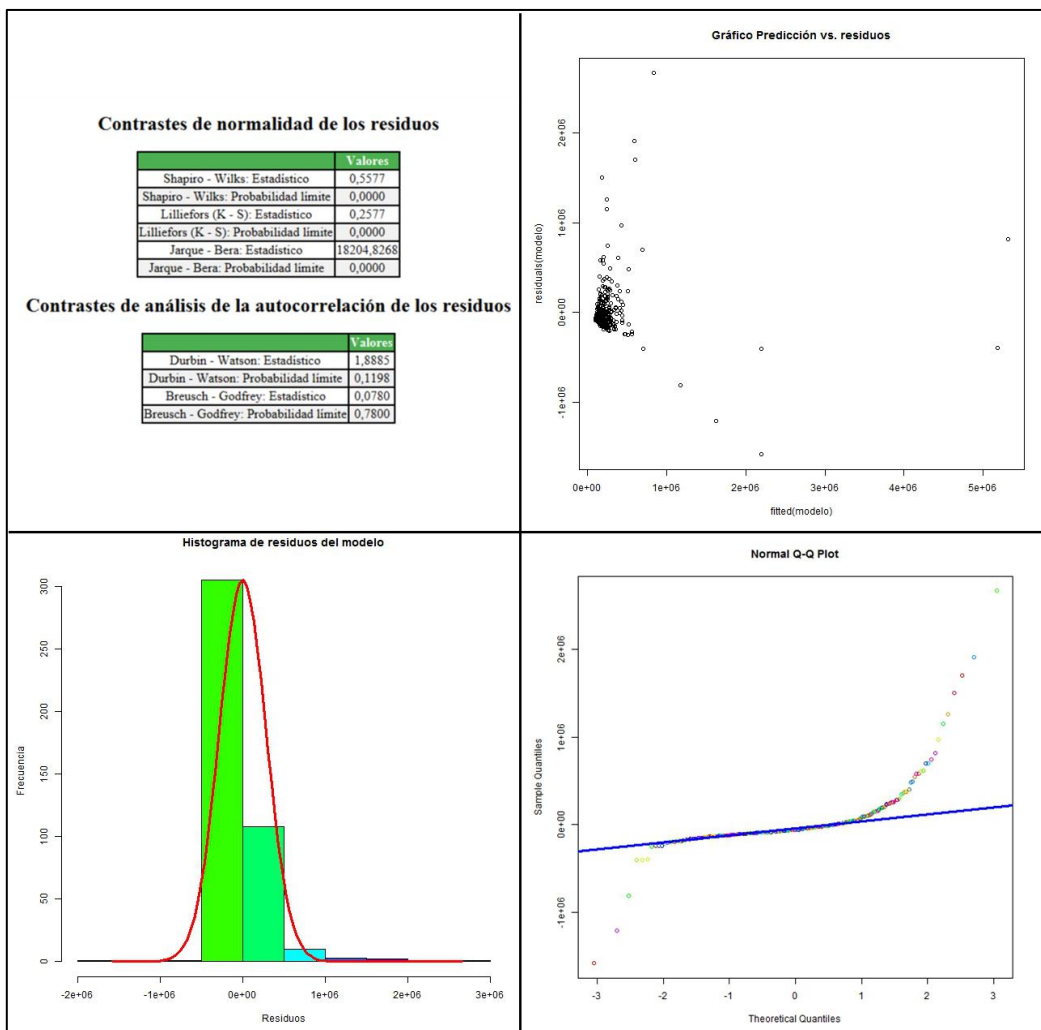 Contrastes de normalidad de los residuos
Valores
Shapiro - Wilks: Estadístico 0,5577
Shapiro - Wilks: Probabilidad límite 0,0000
Lilliefors (K - S): Estadístico 0,2577
Lilliefors (K - S): Probabilidad límite 0,0000
Jarque - Bera: Estadístico 18204,8268
Jarque - Bera: Probabilidad límite 0,0000
Contrastes de análisis de la autocorrelación de los residuos
Valores
Durbin - Watson: Estadístico 1,8885
Durbin - Watson: Probabilidad límite 0,1198
Breusch - Godfrey: Estadístico 0,0780
Breusch - Godfrey: Probabilidad límite 0,7800
Gráfico Predicción vs. residuos
residuals(modelo)
2e+06
1e+06
0e+00
-1e+06
0e+00 1e+06 2e+06 3e+06 4e+06 5e+06
fitted(modelo)
Histograma de residuos del modelo
Frecuencia
300
250
200
150
100
50
0
-2e+06 -1e+06 0e+00 1e+06 2e+06 3e+06
Residuos
Normal Q-Q Plot
Sample Quantiles
2e+06
1e+06
0e+00
-1e+06
-3 -2 -1 0 1 2 3
Theoretical Quantiles